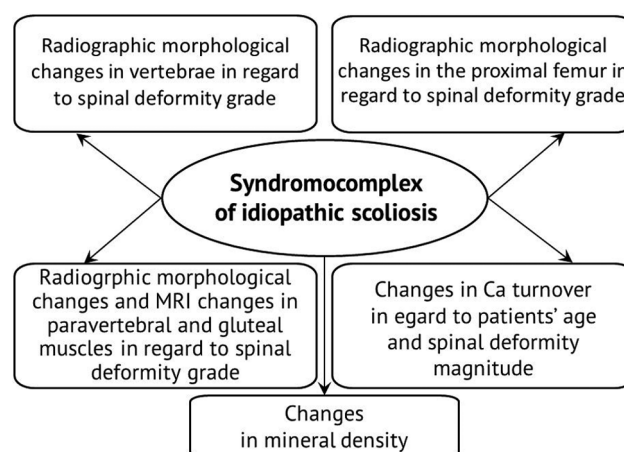 Radiographic morphological
changes in vertebrae in regard
to spinal deformity grade
Radiographic morphological
changes in the proximal femur in
regard to spinal deformity grade
Syndromocomplex
of idiopathic scoliosis
Radiogrphic morphological
changes and MRI changes in
paravertebral and gluteal
muscles in regard to spinal
deformity grade
Changes in Ca turnover
in egard to patients’ age
and spinal deformity
magnitude
Changes
in mineral density